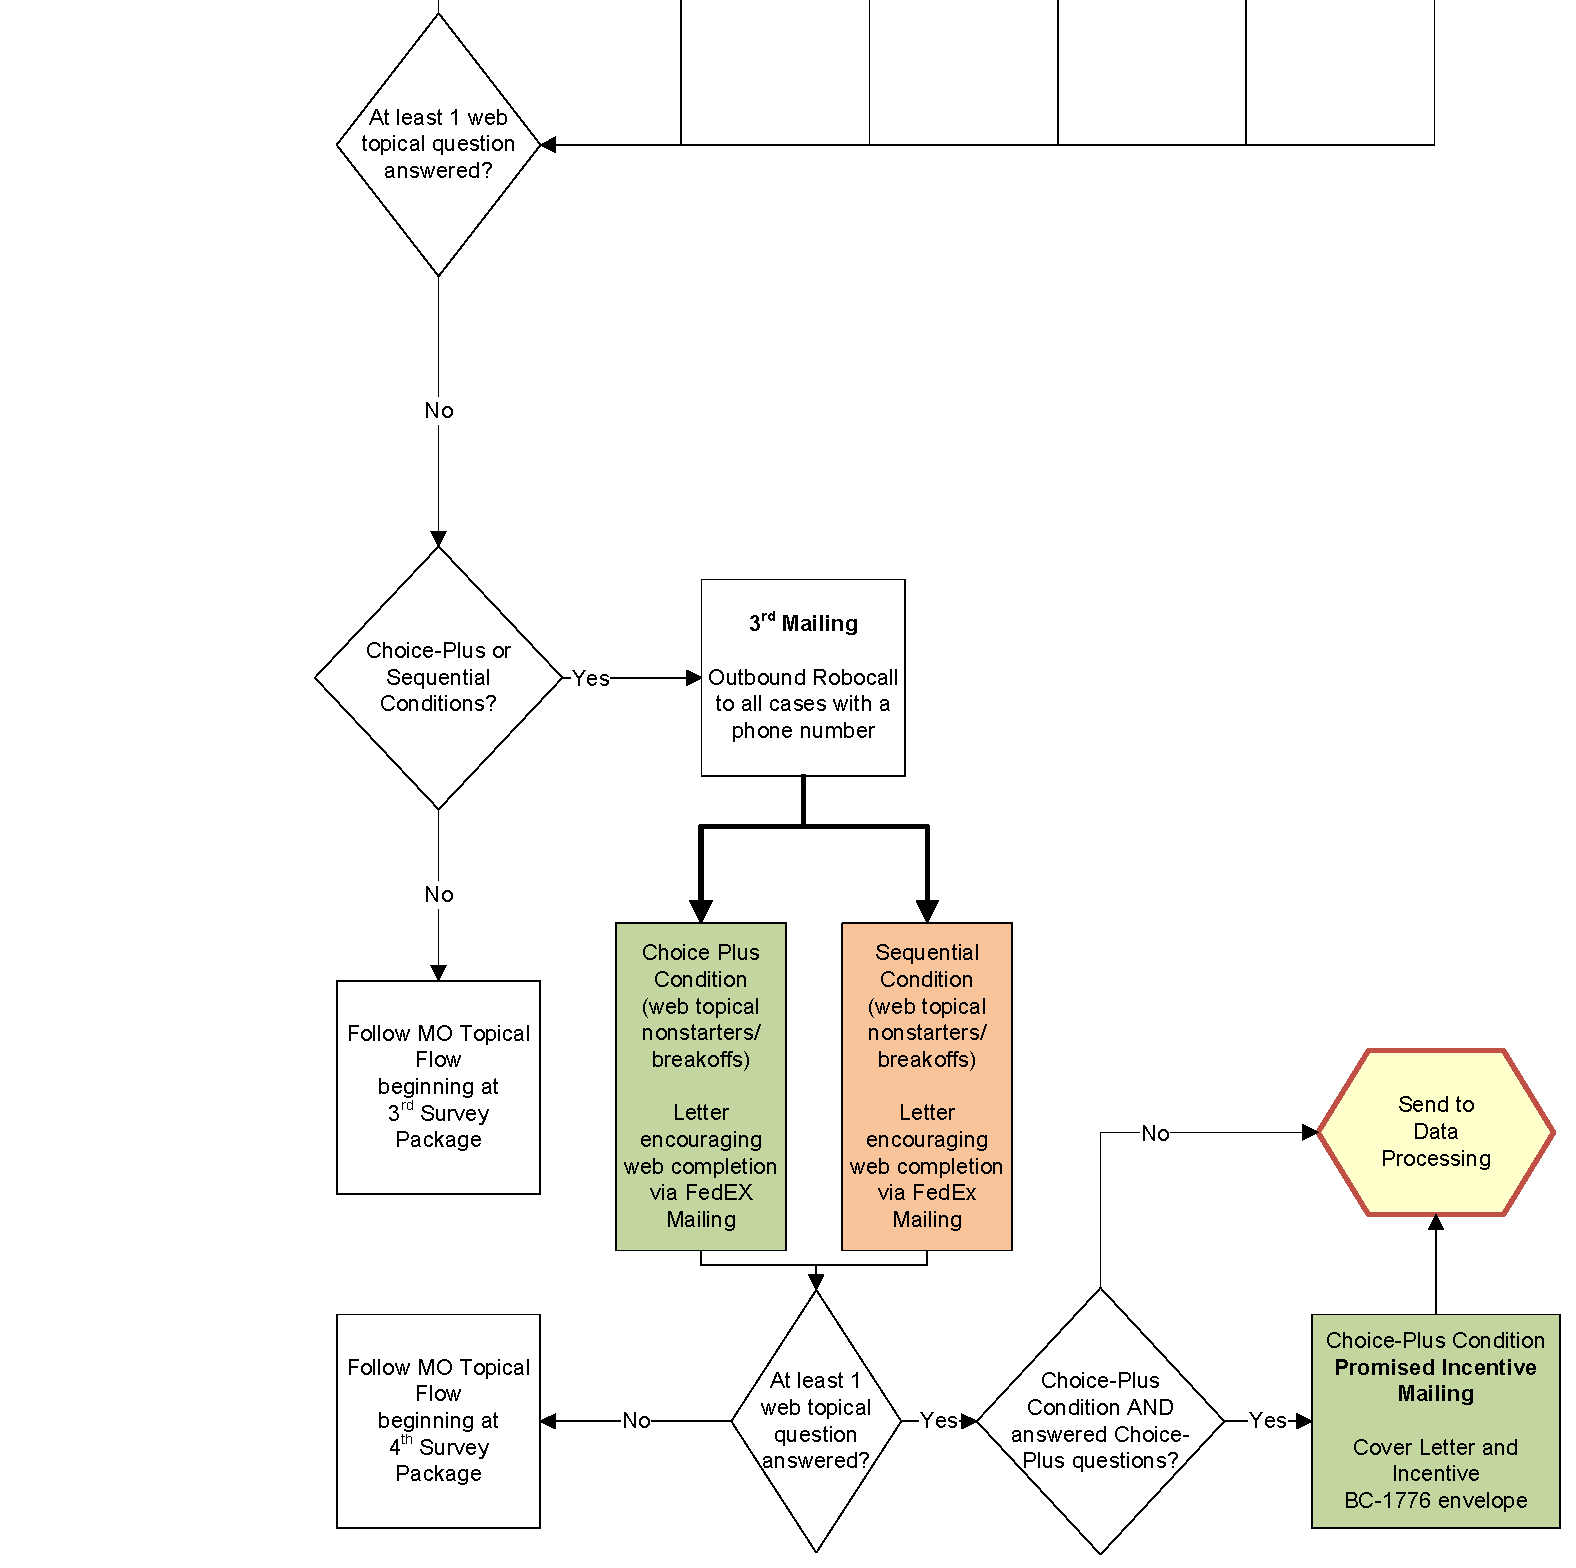 At least 1 web
topical question
answered?
No
Choice-Plus or
Sequential
Conditions?
Yes
3rd Mailing
Outbound Robocall
to all cases with a
phone number
No
Choice Plus
Condition
(web topical
nonstarters/
breakoffs)
Letter
encouraging
web completion
via FedEX
Mailing
Sequential
Condition
(web topical
nonstarters/
breakoffs)
Letter
encouraging
web completion
via FedEx
Mailing
Follow MO Topical
Flow
beginning at
3rd Survey
Package
No
Send to
Data
Processing
Follow MO Topical
Flow
beginning at
4th Survey
Package
No
At least 1
web topical
question
answered?
Yes
Choice-Plus
Condition AND
answered Choice-
Plus questions?
Yes
Choice-Plus Condition
Promised Incentive
Mailing
Cover Letter and
Incentive
BC-1776 envelope